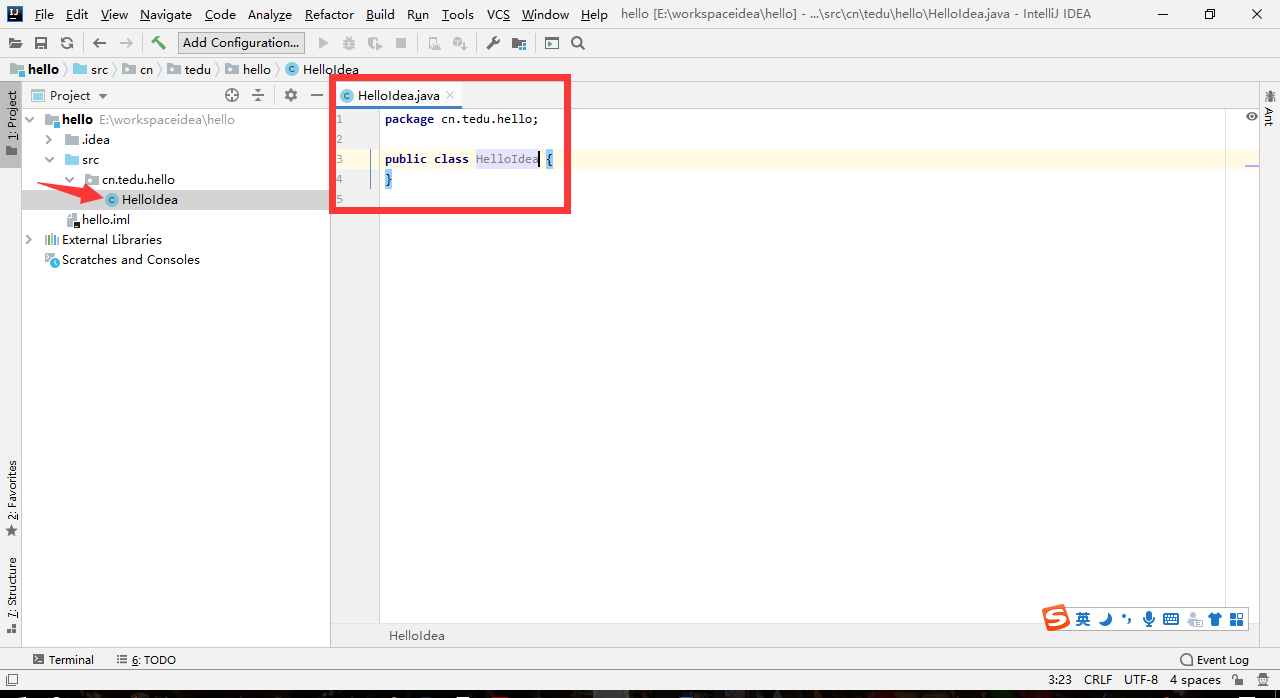 File Edit View Navigate Code Analyze Refactor Build Run Tools VCS Window Help hello [E:\workspaceidea\hello] - ...\src\cn\tedu\hello\HelloIdea.java - IntelliJ IDEA
Add Configuration...
hello src cn tedu hello HelloIdea
1: Project
Project
hello E:\workspaceidea\hello
.idea
src
cn.tedu.hello
HelloIdea
hello.iml
External Libraries
Scratches and Consoles
HelloIdea.java
1 package cn.tedu.hello;
2
3 public class HelloIdea {
4 }
5
Ant
2: Favorites
7: Structure
英
HelloIdea
Terminal 6: TODO Event Log
3:23 CRLF UTF-8 4 spaces